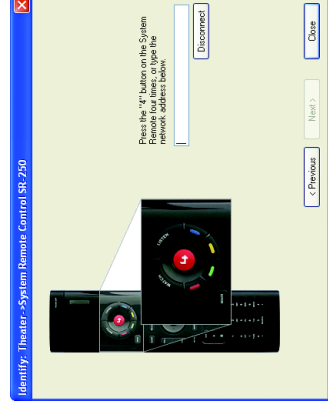 Identify: Theater->System Remote Control SR-250
Press the "4" button on the System
Remote four times, or type the
network address below.
Disconnect
WATCH
LISTEN
< Previous
Next >
Close